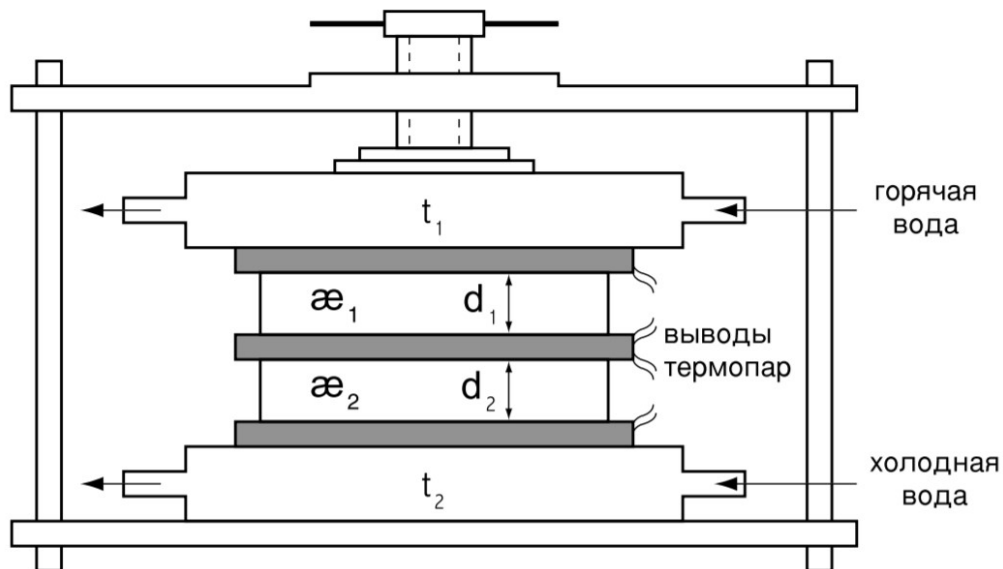 t₁
горячая
вода
æ₁
d₁
выводы
термопар
æ₂
d₂
t₂
холодная
вода